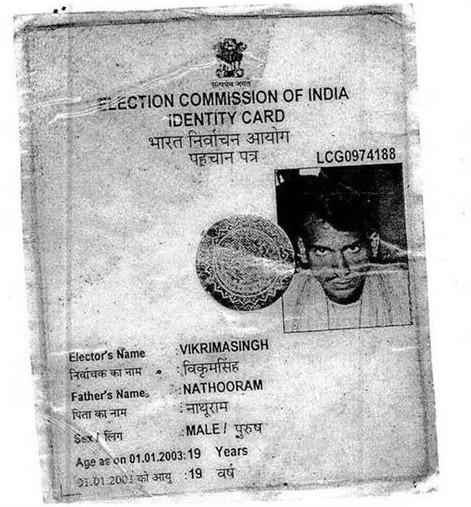 सत्यमेव जयते
ELECTION COMMISSION OF INDIA
IDENTITY CARD
भारत निर्वाचन आयोग
पहचान पत्र
LCG0974188
Elector's Name : VIKRIMASINGH
निर्वाचक का नाम : विक्रमसिंह
Father's Name : NATHOORAM
पिता का नाम : नाथूराम
Sex / लिंग : MALE / पुरुष
Age as on 01.01.2003: 19 Years
01.01.2003 को आयु : 19 वर्ष